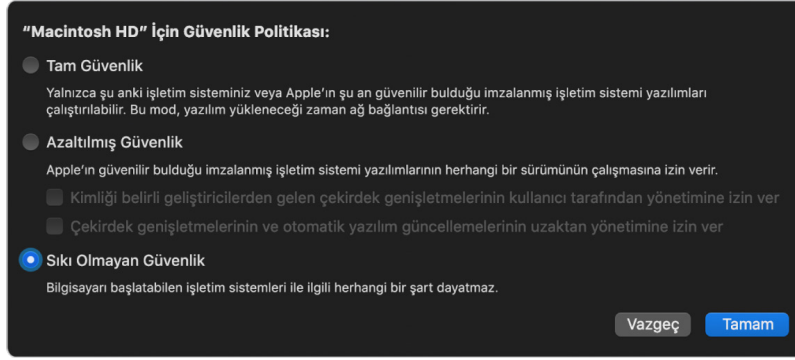 “Macintosh HD” İçin Güvenlik Politikası:
Tam Güvenlik
Yalnızca şu anki işletim sisteminiz veya Apple’ın şu an güvenilir bulduğu imzalanmış işletim sistemi yazılımları
çalıştırılabilir. Bu mod, yazılım yükleneceği zaman ağ bağlantısı gerektirir.
Azaltılmış Güvenlik
Apple’ın güvenilir bulduğu imzalanmış işletim sistemi yazılımlarının herhangi bir sürümünün çalışmasına izin verir.
Kimliği belirli geliştiricilerden gelen çekirdek genişletmelerinin kullanıcı tarafından yönetimine izin ver
Çekirdek genişletmelerinin ve otomatik yazılım güncellemelerinin uzaktan yönetimine izin ver
Sıkı Olmayan Güvenlik
Bilgisayarı başlatabilen işletim sistemleri ile ilgili herhangi bir şart dayatmaz.
Vazgeç Tamam